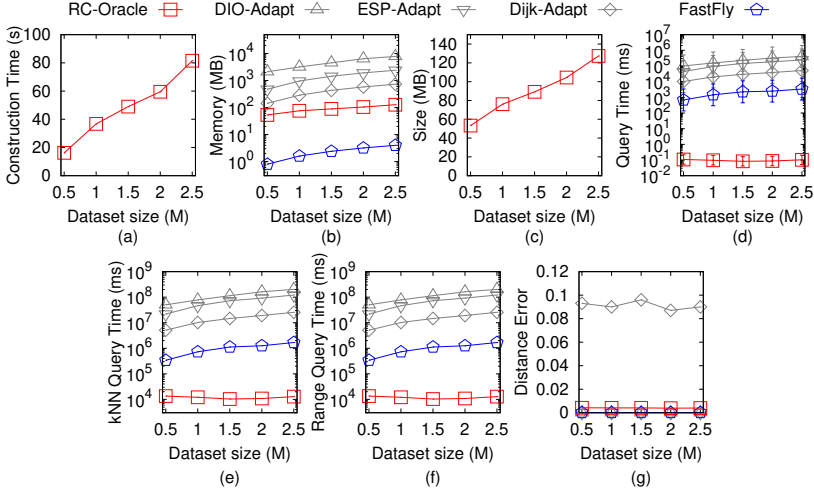 RC-Oracle DIO-Adapt ESP-Adapt Dijk-Adapt FastFly
Construction Time (s)
100
80
60
40
20
0
0.5 1 1.5 2 2.5
Dataset size (M)
(a)
Memory (MB)
10^4
10^3
10^2
10^1
10^0
0.5 1 1.5 2 2.5
Dataset size (M)
(b)
Size (MB)
140
120
100
80
60
40
20
0
0.5 1 1.5 2 2.5
Dataset size (M)
(c)
Query Time (ms)
10^7
10^6
10^5
10^4
10^3
10^2
10^1
10^0
10^-1
10^-2
0.5 1 1.5 2 2.5
Dataset size (M)
(d)
kNN Query Time (ms)
10^9
10^8
10^7
10^6
10^5
10^4
0.5 1 1.5 2 2.5
Dataset size (M)
(e)
Range Query Time (ms)
10^9
10^8
10^7
10^6
10^5
10^4
0.5 1 1.5 2 2.5
Dataset size (M)
(f)
Distance Error
0.12
0.1
0.08
0.06
0.04
0.02
0
0.5 1 1.5 2 2.5
Dataset size (M)
(g)